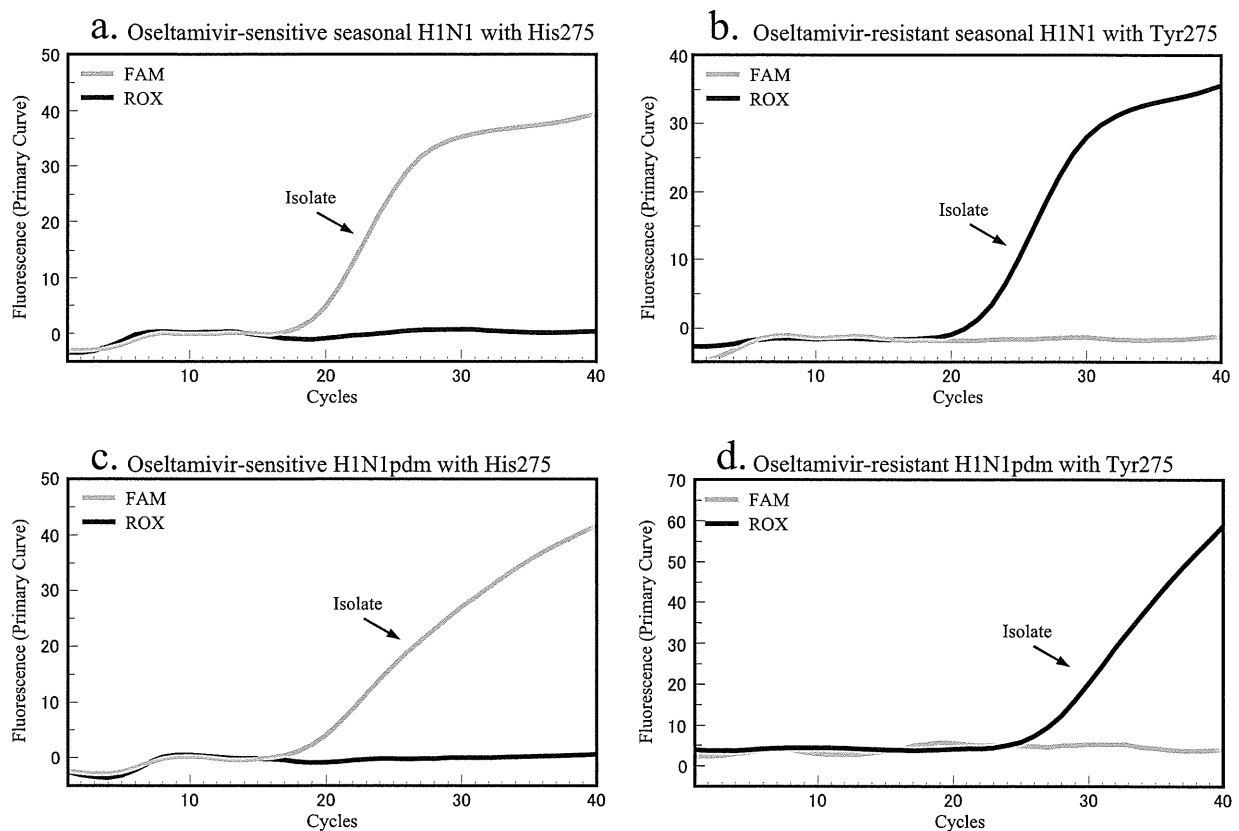 a. Oseltamivir-sensitive seasonal H1N1 with His275
50
40
30
20
10
0
10
20
30
40
FAM
ROX
Isolate
Fluorescence (Primary Curve)
Cycles
b. Oseltamivir-resistant seasonal H1N1 with Tyr275
40
30
20
10
0
10
20
30
40
FAM
ROX
Isolate
Fluorescence (Primary Curve)
Cycles
c. Oseltamivir-sensitive H1N1pdm with His275
50
40
30
20
10
0
10
20
30
40
FAM
ROX
Isolate
Fluorescence (Primary Curve)
Cycles
d. Oseltamivir-resistant H1N1pdm with Tyr275
70
60
50
40
30
20
10
0
10
20
30
40
FAM
ROX
Isolate
Fluorescence (Primary Curve)
Cycles